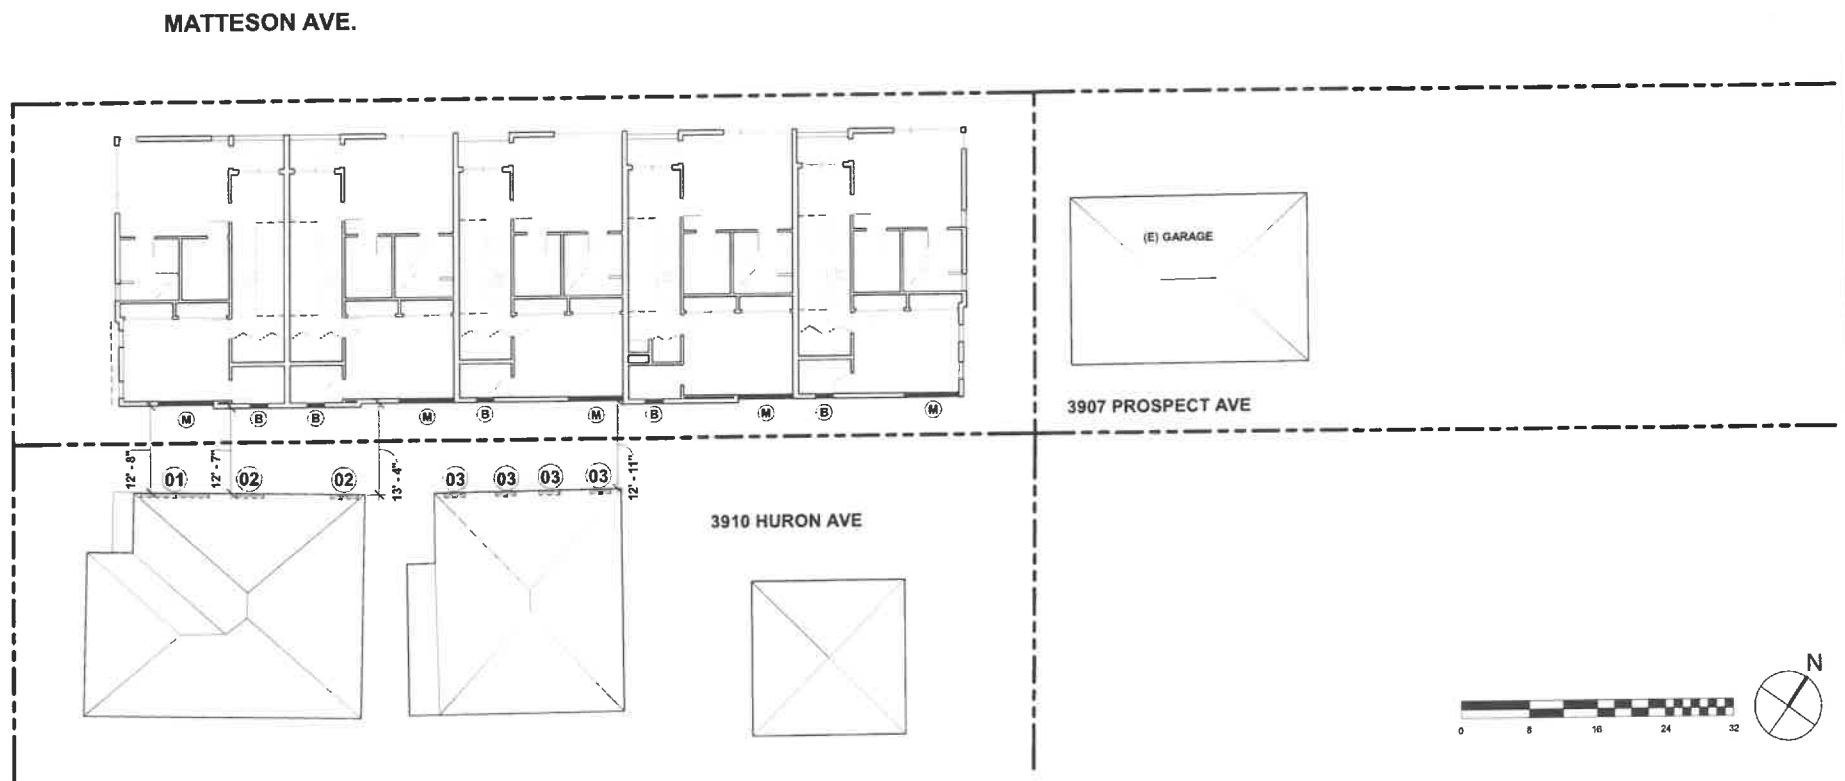 MATTESON AVE.
(E) GARAGE
3907 PROSPECT AVE
M B B M B M B M B M
12' - 8" 01 12' - 7" 02 02 13' - 4" 03 03 03 03 12' - 11"
3910 HURON AVE
N
0 8 16 24 32